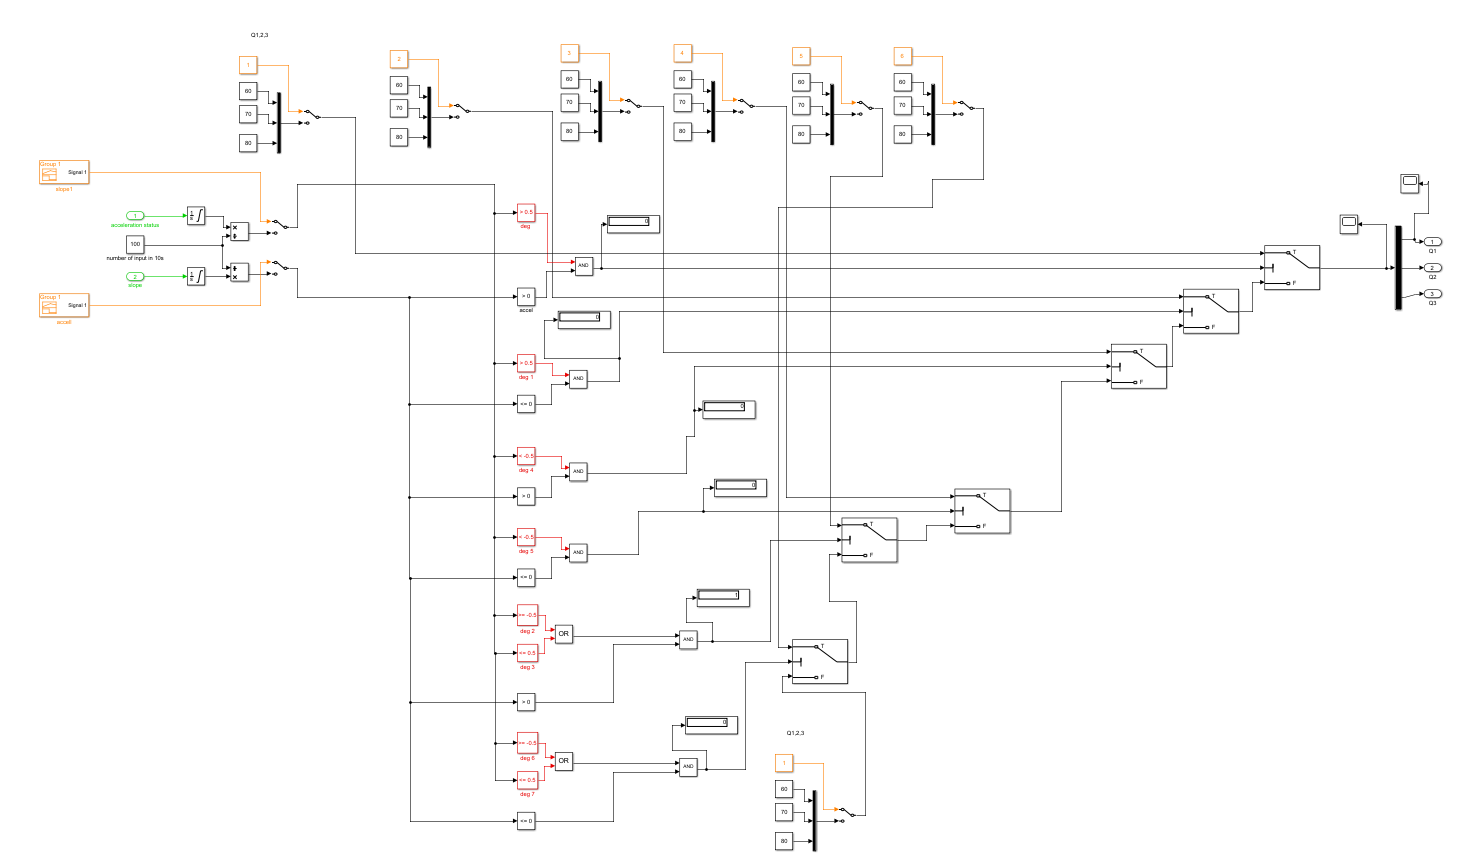 Q1,2,3
1
60
70
80
2
60
70
80
3
60
70
80
4
60
70
80
5
60
70
80
6
60
70
80
Group 1
Signal 1
slope1
1
acceleration status
1
s
×
÷
100
number of input in 10s
2
slope
1
s
÷
×
Group 1
Signal 1
accell
> 0.5
deg
0
AND
> 0
accel
0
> 0.5
deg 1
AND
<= 0
0
< -0.5
deg 4
AND
> 0
0
< -0.5
deg 5
AND
<= 0
1
>= -0.5
deg 2
OR
<= 0.5
deg 3
AND
> 0
0
>= -0.5
deg 6
OR
<= 0.5
deg 7
AND
<= 0
T
F
T
F
T
F
T
F
T
F
T
F
1
Q1
2
Q2
3
Q3
Q1,2,3
1
60
70
80